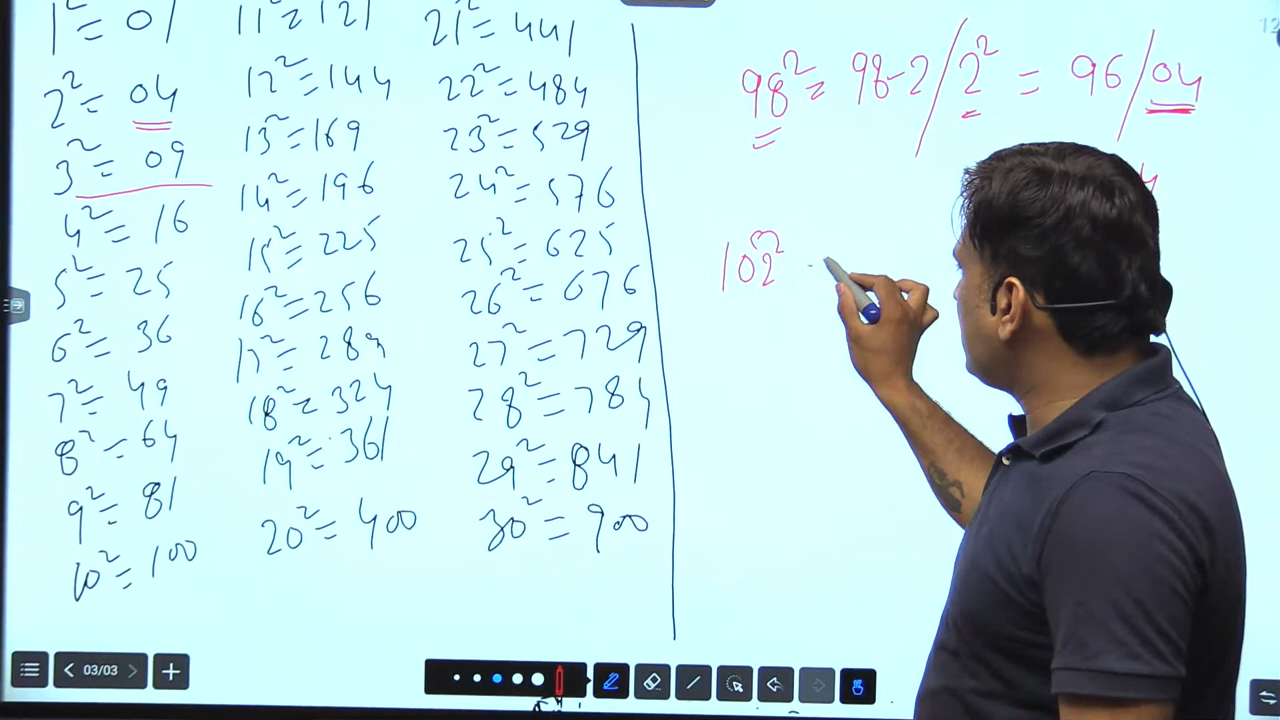 1² = 01
2² = 04
3² = 09
4² = 16
5² = 25
6² = 36
7² = 49
8² = 64
9² = 81
10² = 100
11² = 121
12² = 144
13² = 169
14² = 196
15² = 225
16² = 256
17² = 289
18² = 324
19² = 361
20² = 400
21² = 441
22² = 484
23² = 529
24² = 576
25² = 625
26² = 676
27² = 729
28² = 784
29² = 841
30² = 900
98² = 98-2/2² = 96/04
102²
03/03